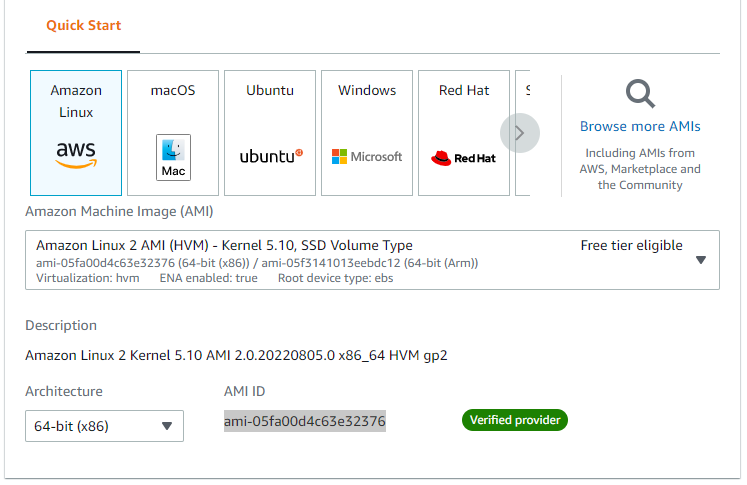 Quick Start
Amazon Linux
aws
macOS
Mac
Ubuntu
ubuntu
Windows
Microsoft
Red Hat
Red Hat
S
Browse more AMIs
Including AMIs from
AWS, Marketplace and
the Community
Amazon Machine Image (AMI)
Amazon Linux 2 AMI (HVM) - Kernel 5.10, SSD Volume Type
Free tier eligible
ami-05fa00d4c63e32376 (64-bit (x86)) / ami-05f3141013eebdc12 (64-bit (Arm))
Virtualization: hvm ENA enabled: true Root device type: ebs
Description
Amazon Linux 2 Kernel 5.10 AMI 2.0.20220805.0 x86_64 HVM gp2
Architecture
AMI ID
64-bit (x86)
ami-05fa00d4c63e32376
Verified provider